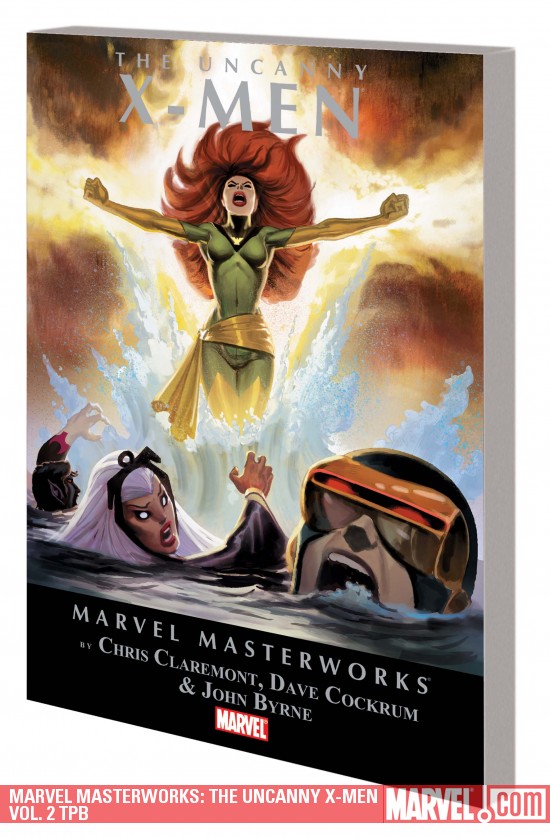 THE UNCANNY
X-MEN
MARVEL MASTERWORKS®
BY CHRIS CLAREMONT, DAVE COCKRUM
& JOHN BYRNE
MARVEL
MARVEL MASTERWORKS: THE UNCANNY X-MEN
VOL. 2 TPB
MARVEL.COM